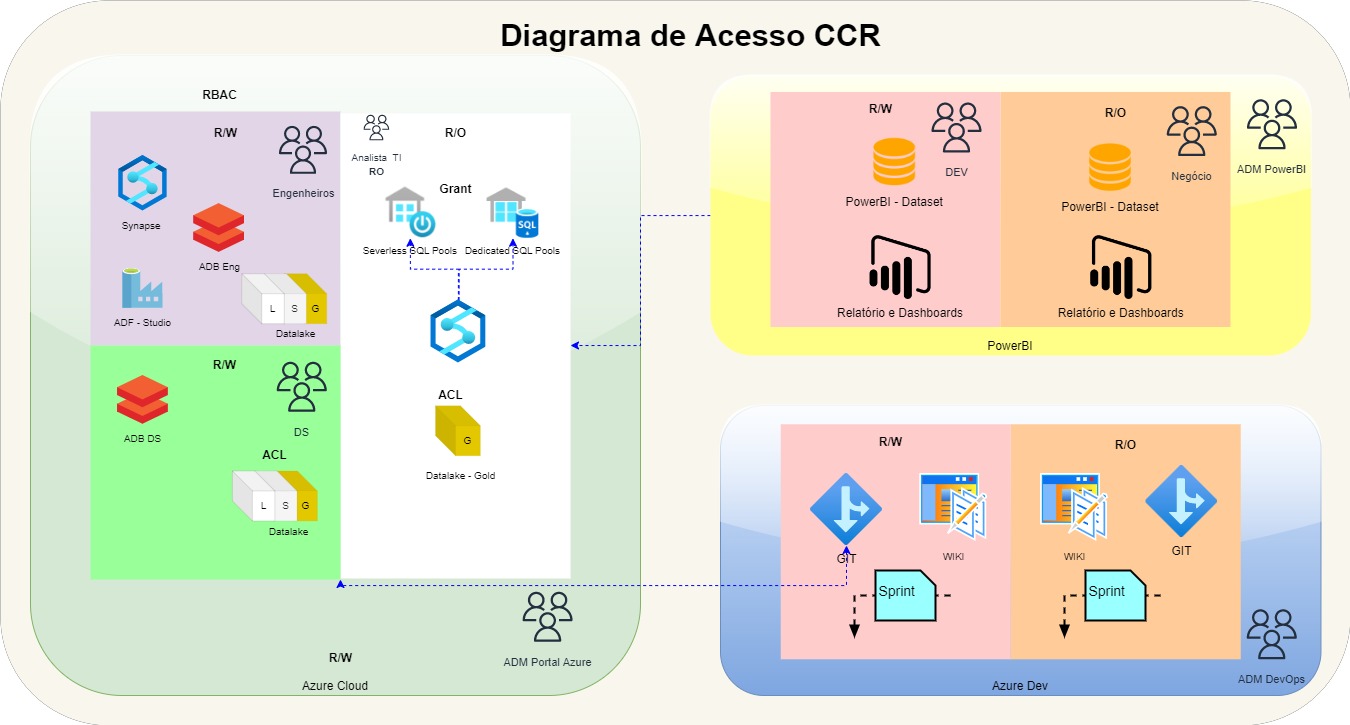 Diagrama de Acesso CCR
RBAC
R/W
Engenheiros
Synapse
ADB Eng
ADF - Studio
L
S
G
Datalake
R/W
DS
ADB DS
ACL
L
S
G
Datalake
Analista TI
RO
R/O
Grant
Severless SQL Pools
SQL
Dedicated SQL Pools
ACL
G
Datalake - Gold
R/W
ADM Portal Azure
Azure Cloud
R/W
DEV
PowerBI - Dataset
Relatório e Dashboards
R/O
Negócio
PowerBI - Dataset
Relatório e Dashboards
ADM PowerBI
PowerBI
R/W
GIT
WIKI
Sprint
R/O
WIKI
GIT
Sprint
ADM DevOps
Azure Dev